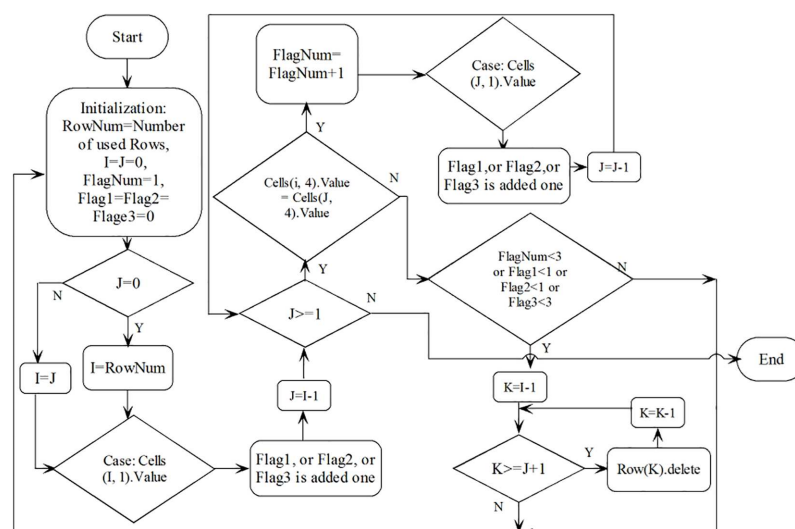 Start
Initialization:
RowNum=Number
of used Rows,
I=J=0,
FlagNum=1,
Flag1=Flag2=
Flage3=0
J=0
N
Y
I=J
I=RowNum
Case: Cells
(I, 1).Value
Flag1, or Flag2, or
Flag3 is added one
J=I-1
J>=1
Y
N
Cells(i, 4).Value
= Cells(J,
4).Value
Y
N
FlagNum=
FlagNum+1
Case: Cells
(J, 1).Value
Flag1,or Flag2,or
Flag3 is added one
J=J-1
FlagNum<3
or Flag1<1 or
Flag2<1 or
Flag3<3
N
Y
End
K=I-1
K=K-1
K>=J+1
Y
Row(K).delete
N